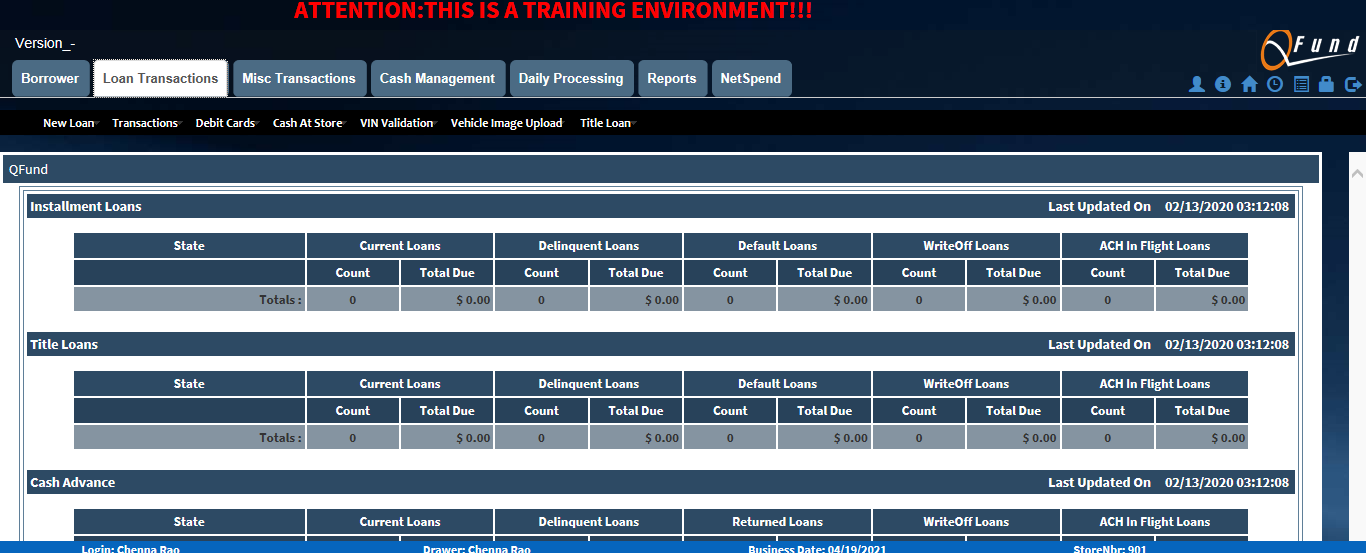 ATTENTION:THIS IS A TRAINING ENVIRONMENT!!!
Version_-
QFund
Borrower Loan Transactions Misc Transactions Cash Management Daily Processing Reports NetSpend
New Loan Transactions Debit Cards Cash At Store VIN Validation Vehicle Image Upload Title Loan
QFund
Installment Loans Last Updated On 02/13/2020 03:12:08
State Current Loans Delinquent Loans Default Loans WriteOff Loans ACH In Flight Loans
Count Total Due Count Total Due Count Total Due Count Total Due Count Total Due
Totals : 0 $ 0.00 0 $ 0.00 0 $ 0.00 0 $ 0.00 0 $ 0.00
Title Loans Last Updated On 02/13/2020 03:12:08
State Current Loans Delinquent Loans Default Loans WriteOff Loans ACH In Flight Loans
Count Total Due Count Total Due Count Total Due Count Total Due Count Total Due
Totals : 0 $ 0.00 0 $ 0.00 0 $ 0.00 0 $ 0.00 0 $ 0.00
Cash Advance Last Updated On 02/13/2020 03:12:08
State Current Loans Delinquent Loans Returned Loans WriteOff Loans ACH In Flight Loans
Login: Chenna Rao Drawer: Chenna Rao Business Date: 04/19/2021 StoreNbr: 901